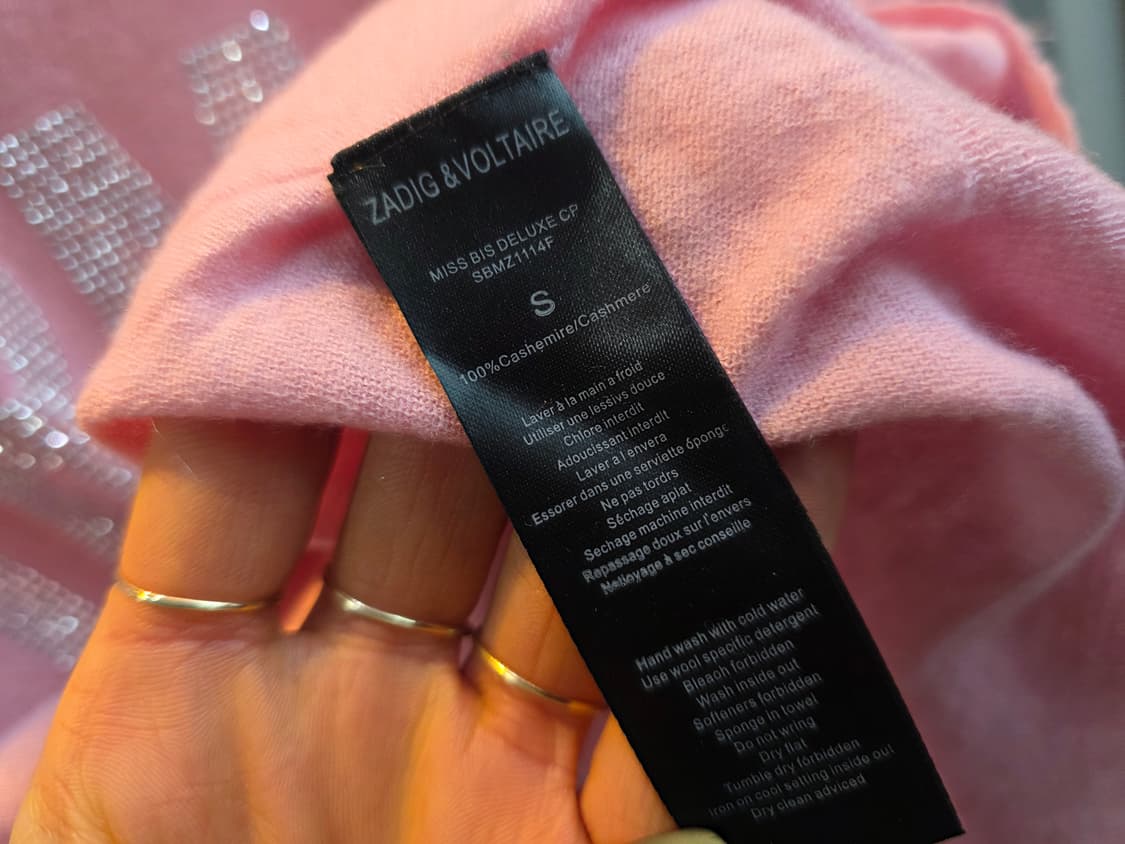 ZADIG &VOLTAIRE
MISS BIS DELUXE CP
SBMZ1114F
S
100%Cashemire/Cashmere
Laver à la main a froid
Utiliser une lessivs douce
Chlore interdit
Adoucissant interdit
Laver a l envera
Essorer dans une serviette éponge
Ne pas tordrs
Séchage aplat
Sechage machine interdit
Repassage doux sur l'envers
Nettoyage à sec conseille
Hand wash with cold water
Use wool specific detergent
Bleaoh forbidden
Wash inside out
Softeners forbidden
Sponge in towel
Do not wring
Dry flat
Tumble dry forbidden
Iron on cool setting inside out
Dry clean adviced